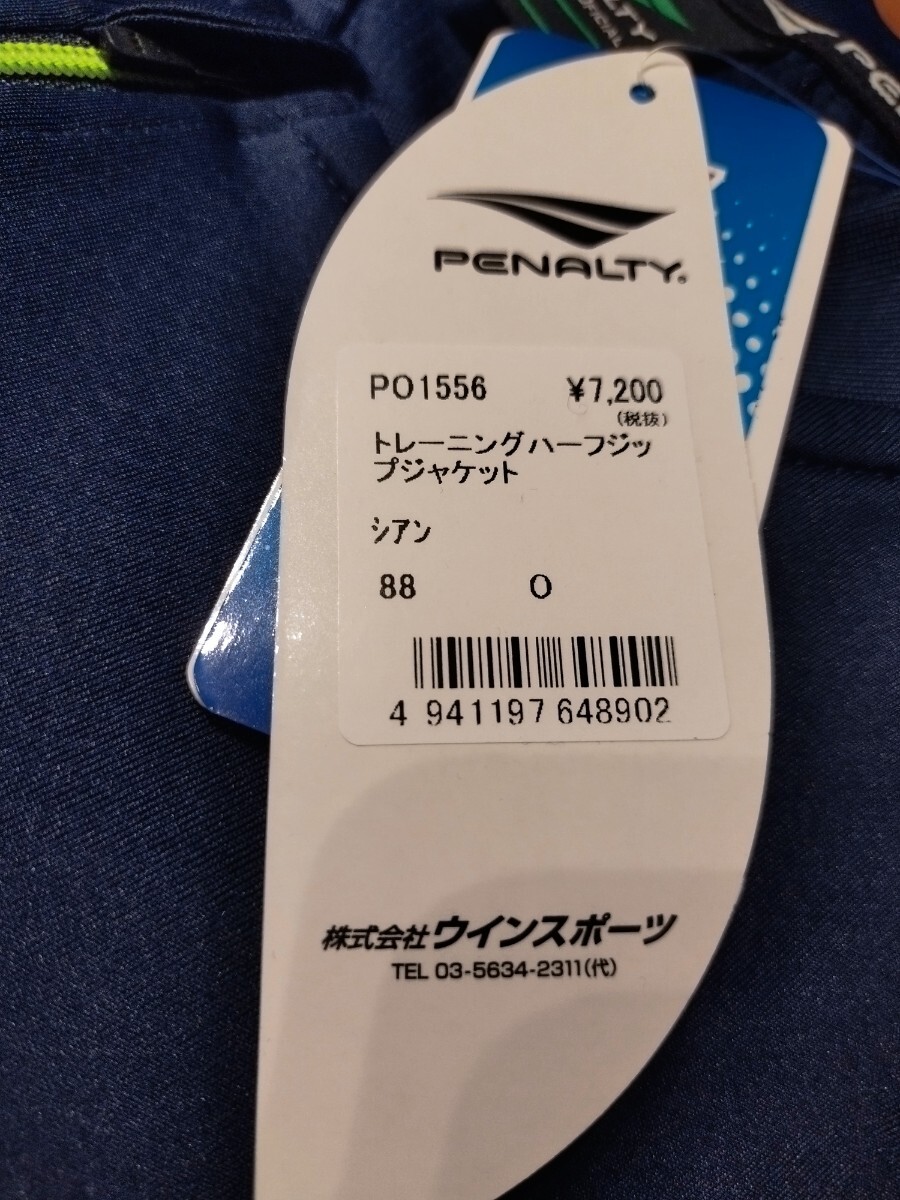 PENALTY
PO1556 ¥7,200
(税抜)
トレーニングハーフジッ
プジャケット
シアン
88 O
4 941197 648902
株式会社ウインスポーツ
TEL 03-5634-2311(代)